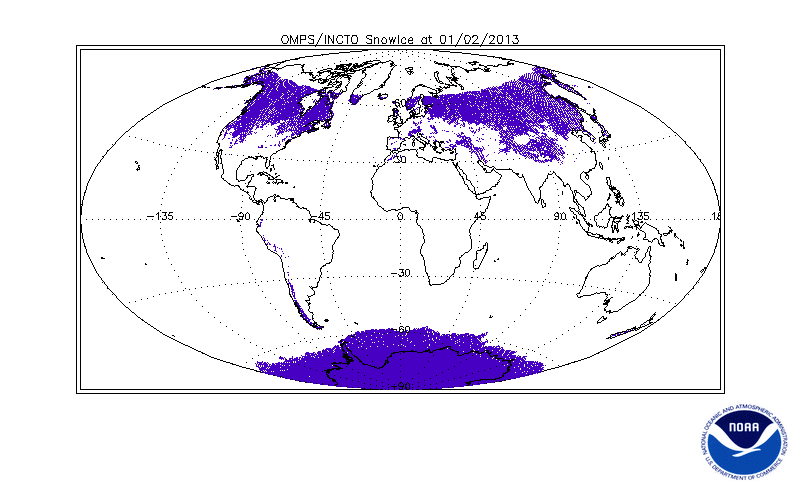 OMPS/INCTO SnowIce at 01/02/2013
60
30
-135 -90 -45 0 45 90 135 18
-30
-60
-90
NATIONAL OCEANIC AND ATMOSPHERIC ADMINISTRATION
NOAA
U.S. DEPARTMENT OF COMMERCE